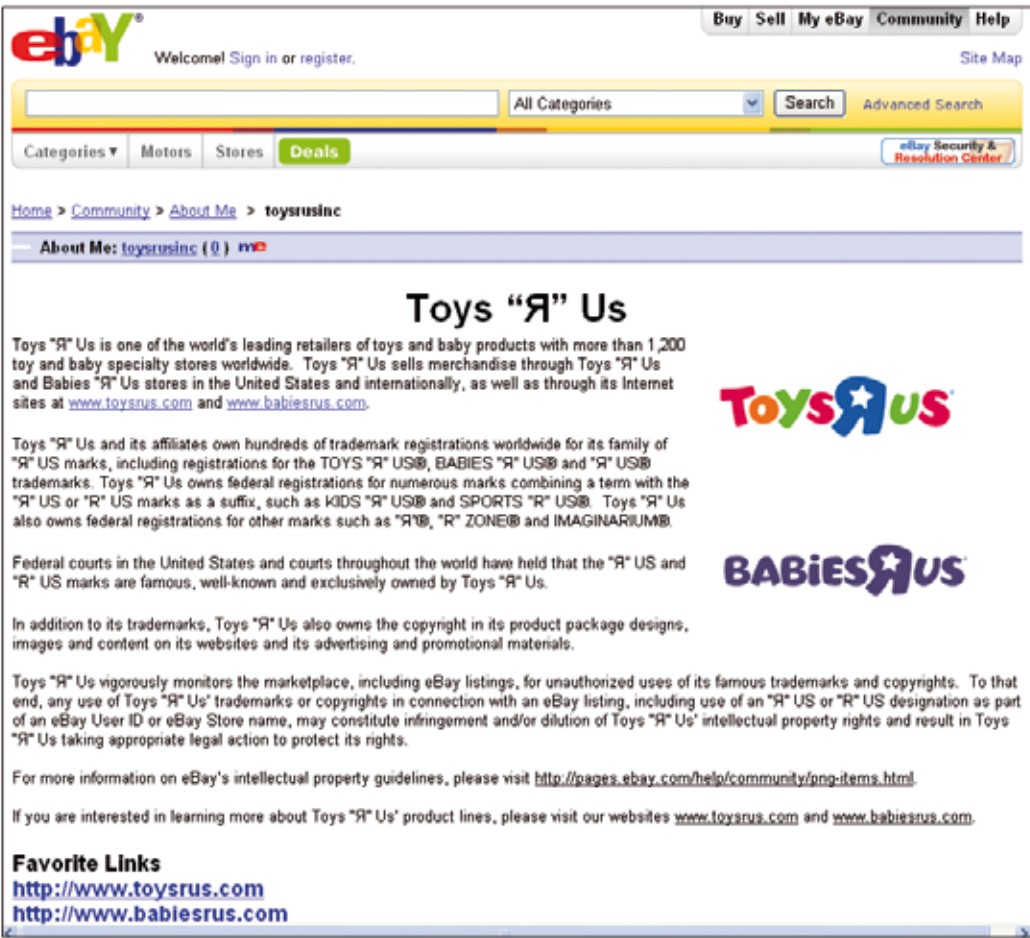 ebaY®
Buy Sell My eBay Community Help
Welcome! Sign in or register.
Site Map
All Categories
Search
Advanced Search
Categories ▼ Motors Stores Deals
eBay Security &
Resolution Center
Home > Community > About Me > toysrusinc
About Me: toysrusinc ( 0 ) me
Toys “Я” Us
Toys "Я" Us is one of the world's leading retailers of toys and baby products with more than 1,200
toy and baby specialty stores worldwide. Toys "Я" Us sells merchandise through Toys "Я" Us
and Babies "Я" Us stores in the United States and internationally, as well as through its Internet
sites at www.toysrus.com and www.babiesrus.com.
TOYSЯUS
Toys "Я" Us and its affiliates own hundreds of trademark registrations worldwide for its family of
"Я" US marks, including registrations for the TOYS "Я" US®, BABIES "Я" US® and "Я" US®
trademarks. Toys "Я" Us owns federal registrations for numerous marks combining a term with the
"Я" US or "R" US marks as a suffix, such as KIDS "Я" US® and SPORTS "R" US®. Toys "Я" Us
also owns federal registrations for other marks such as "Я"®, "R" ZONE® and IMAGINARIUM®.
Federal courts in the United States and courts throughout the world have held that the "Я" US and
"R" US marks are famous, well-known and exclusively owned by Toys "Я" Us.
BABiESЯUS
In addition to its trademarks, Toys "Я" Us also owns the copyright in its product package designs,
images and content on its websites and its advertising and promotional materials.
Toys "Я" Us vigorously monitors the marketplace, including eBay listings, for unauthorized uses of its famous trademarks and copyrights. To that
end, any use of Toys "Я" Us' trademarks or copyrights in connection with an eBay listing, including use of an "Я" US or "R" US designation as part
of an eBay User ID or eBay Store name, may constitute infringement and/or dilution of Toys "Я" Us' intellectual property rights and result in Toys
"Я" Us taking appropriate legal action to protect its rights.
For more information on eBay's intellectual property guidelines, please visit http://pages.ebay.com/help/community/png-items.html.
If you are interested in learning more about Toys "Я" Us' product lines, please visit our websites www.toysrus.com and www.babiesrus.com.
Favorite Links
http://www.toysrus.com
http://www.babiesrus.com